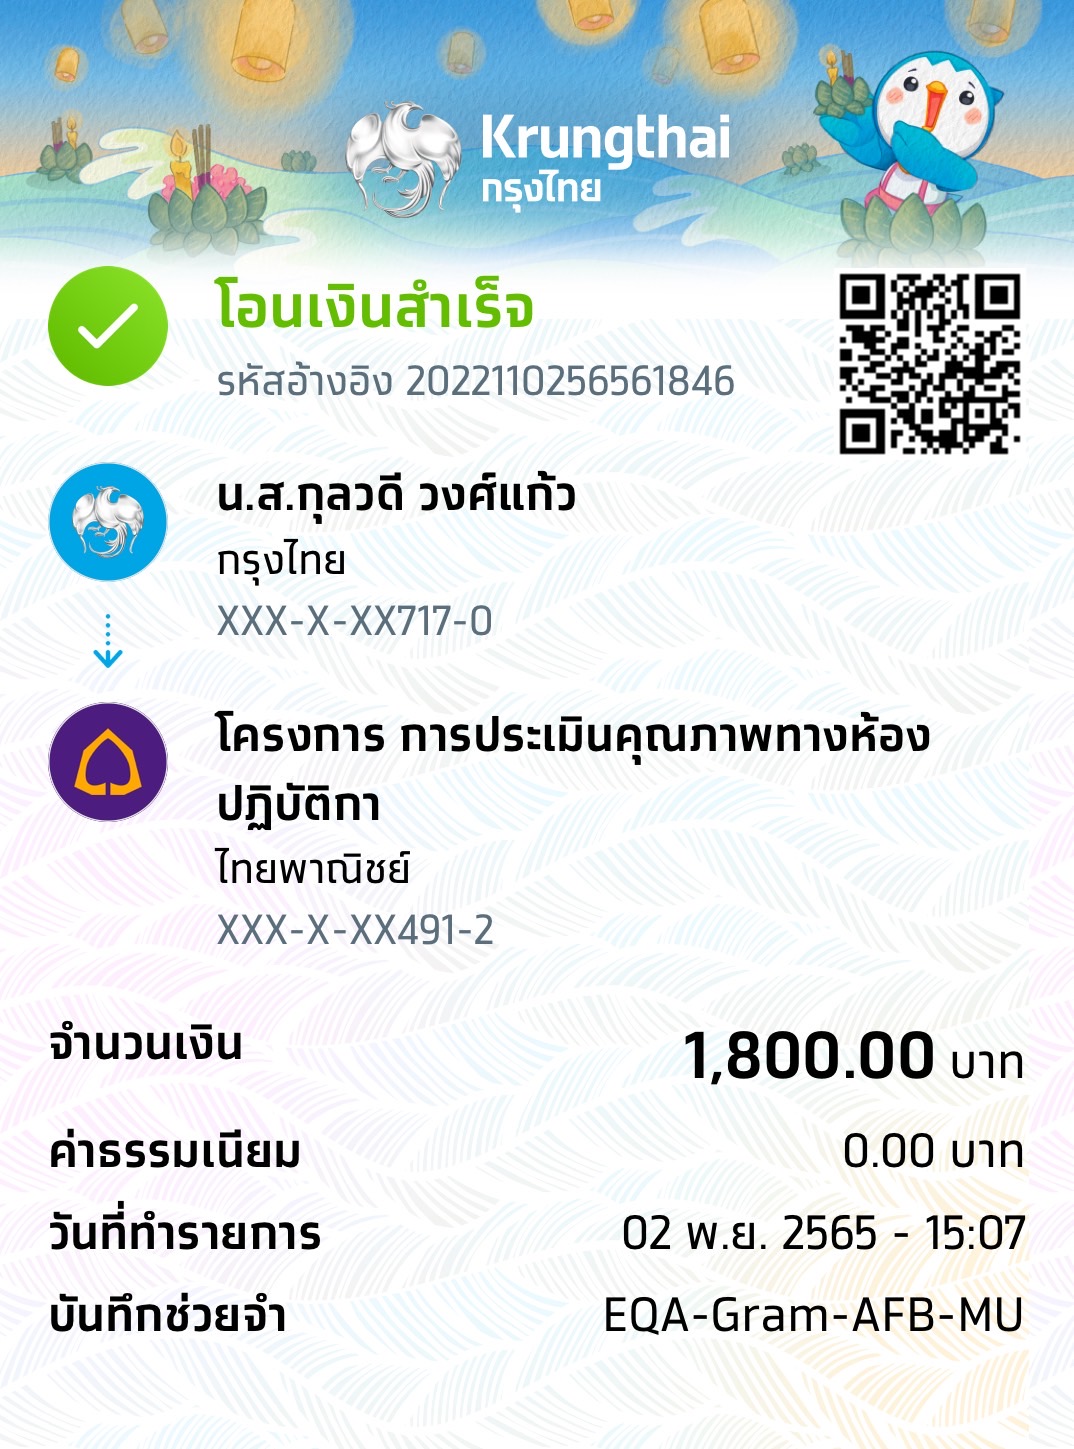 Krungthai
กรุงไทย
โอนเงินสำเร็จ
รหัสอ้างอิง 2022110256561846
น.ส.กุลวดี วงศ์แก้ว
กรุงไทย
XXX-X-XX717-0
โครงการ การประเมินคุณภาพทางห้อง
ปฏิบัติกา
ไทยพาณิชย์
XXX-X-XX491-2
จำนวนเงิน 1,800.00 บาท
ค่าธรรมเนียม 0.00 บาท
วันที่ทำรายการ 02 พ.ย. 2565 - 15:07
บันทึกช่วยจำ EQA-Gram-AFB-MU